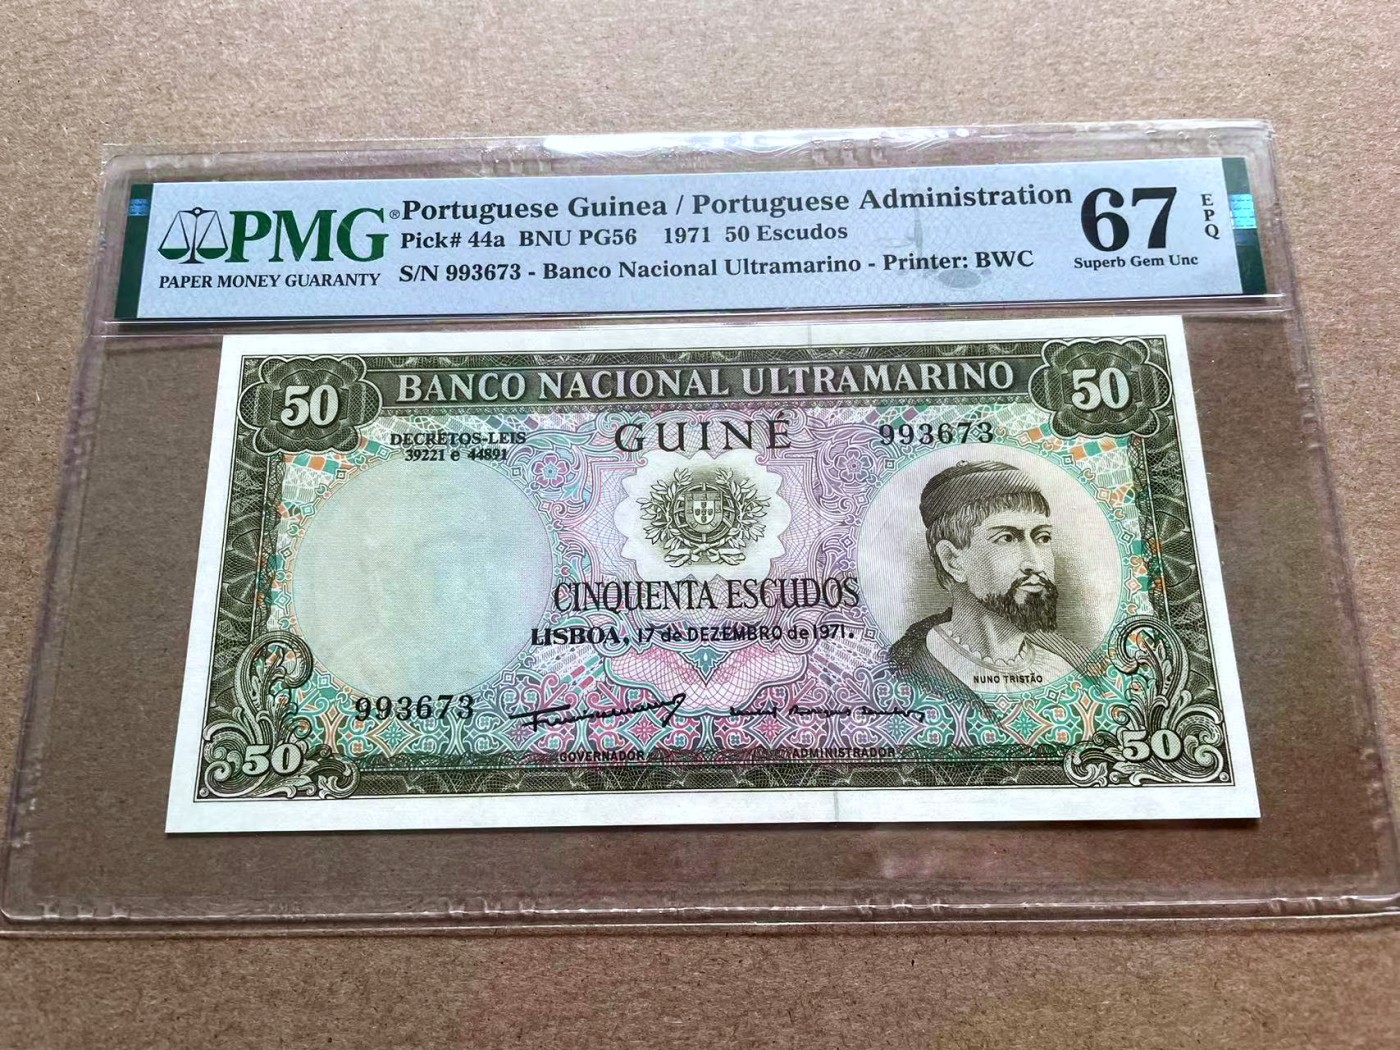 PMG® Portuguese Guinea / Portuguese Administration 67 EPQ
Pick# 44a BNU PG56 1971 50 Escudos
S/N 993673 - Banco Nacional Ultramarino - Printer: BWC Superb Gem Unc
PAPER MONEY GUARANTY
50 BANCO NACIONAL ULTRAMARINO 50
DECRETOS-LEIS
39221 e 44891
GUINÉ 993673
CINQUENTA ESCUDOS
LISBOA, 17 de DEZEMBRO de 1971.
NUNO TRISTÃO
993673
50 GOVERNADOR ADMINISTRADOR 50